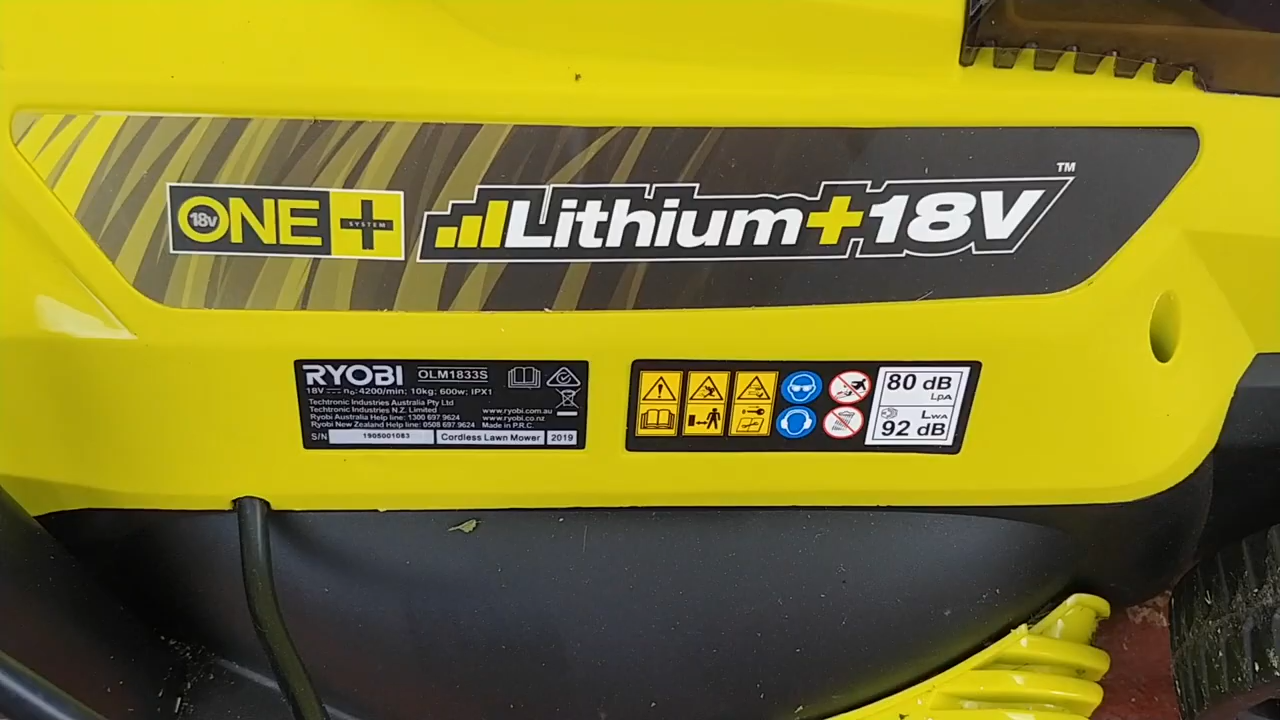 18V ONE+ SYSTEM
Lithium+18V™
RYOBI OLM1833S
18V n₀:4200/min; 10kg; 600w; IPX1
Techtronic Industries Australia Pty Ltd
Techtronic Industries N.Z. Limited www.ryobi.com.au
Ryobi Australia Help line: 1300 697 9624 www.ryobi.co.nz
Ryobi New Zealand Help line: 0508 697 9624 Made in P.R.C.
S/N 1905001083 Cordless Lawn Mower 2019
80 dB
LpA
LWA
92 dB